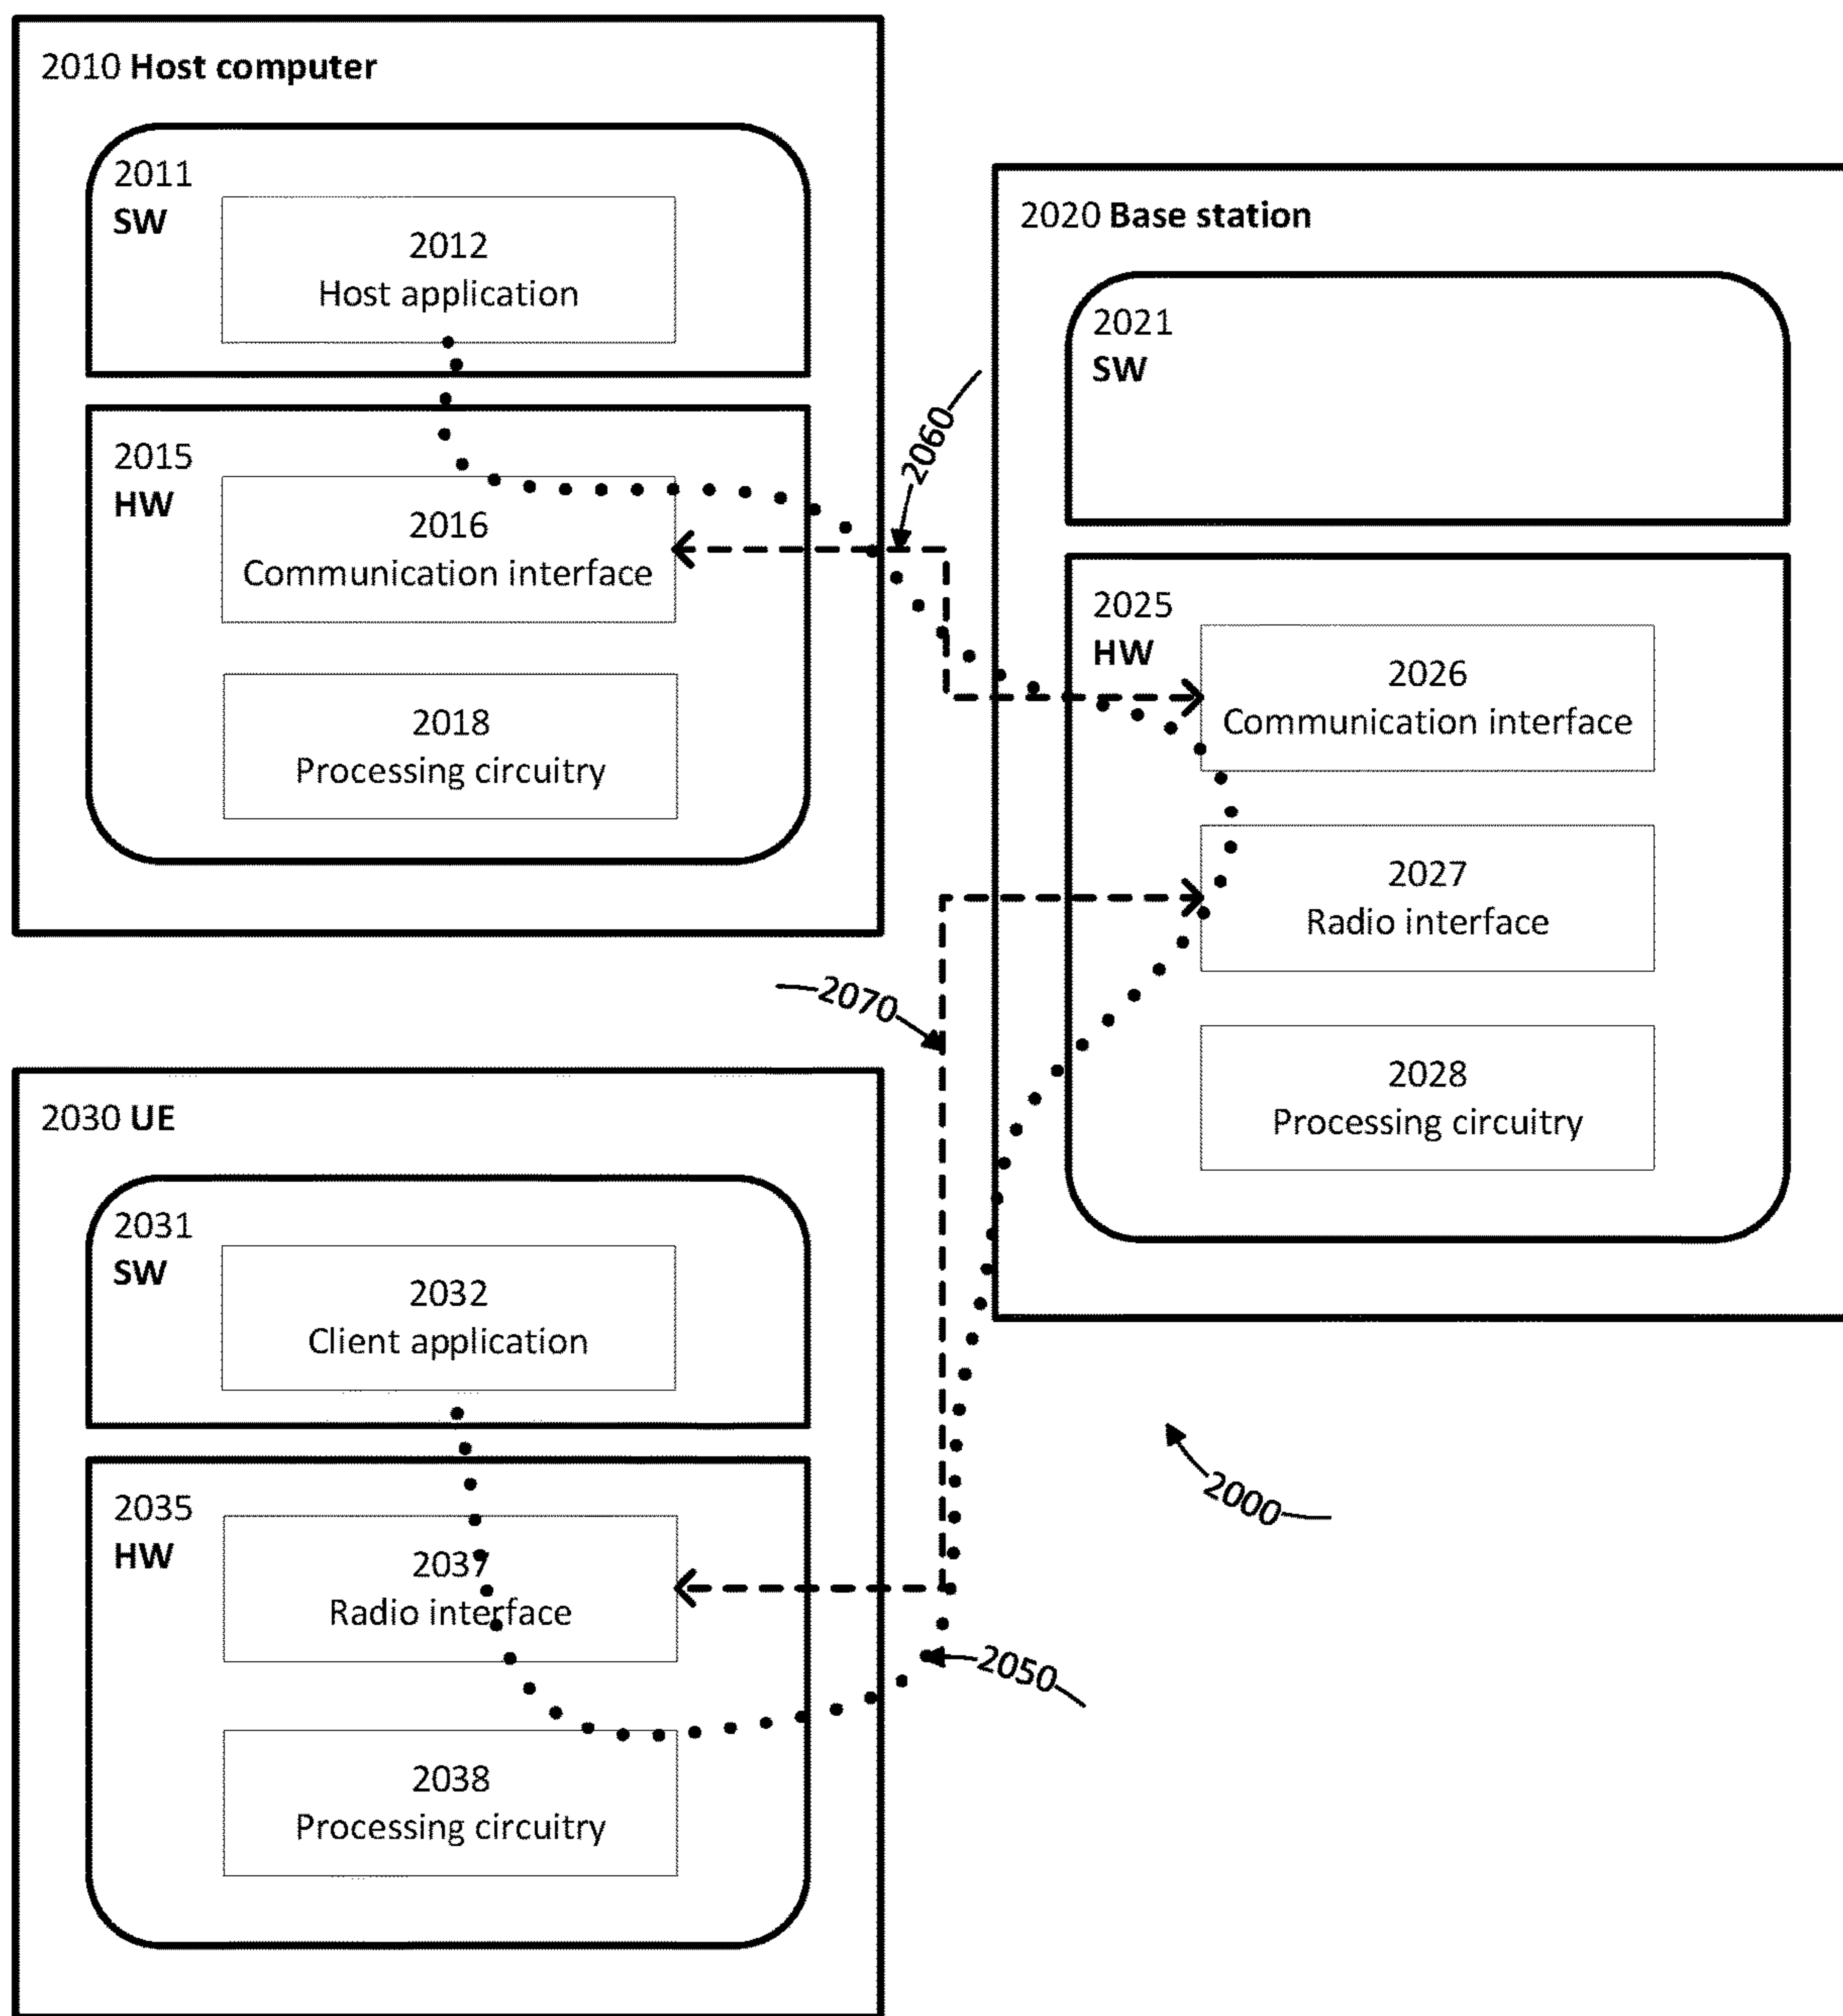 2010 Host computer
2011
SW
2012
Host application
2015
HW
2016
Communication interface
2018
Processing circuitry
2060
2020 Base station
2021
SW
2025
HW
2026
Communication interface
2027
Radio interface
2028
Processing circuitry
2070
2030 UE
2031
SW
2032
Client application
2035
HW
2037
Radio interface
2038
Processing circuitry
2050
2000